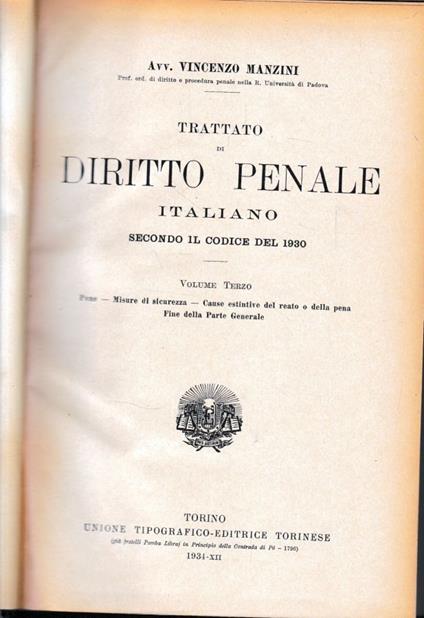 Avv. VINCENZO MANZINI
Prof. ord. di diritto e procedura penale nella R. Università di Padova
TRATTATO
DI
DIRITTO PENALE
ITALIANO
SECONDO IL CODICE DEL 1930
Volume Terzo
Pene — Misure di sicurezza — Cause estintive del reato o della pena
Fine della Parte Generale
TORINO
UNIONE TIPOGRAFICO-EDITRICE TORINESE
(già fratelli Pomba Librai in Principio della Contrada di Pò - 1796)
1934-XII